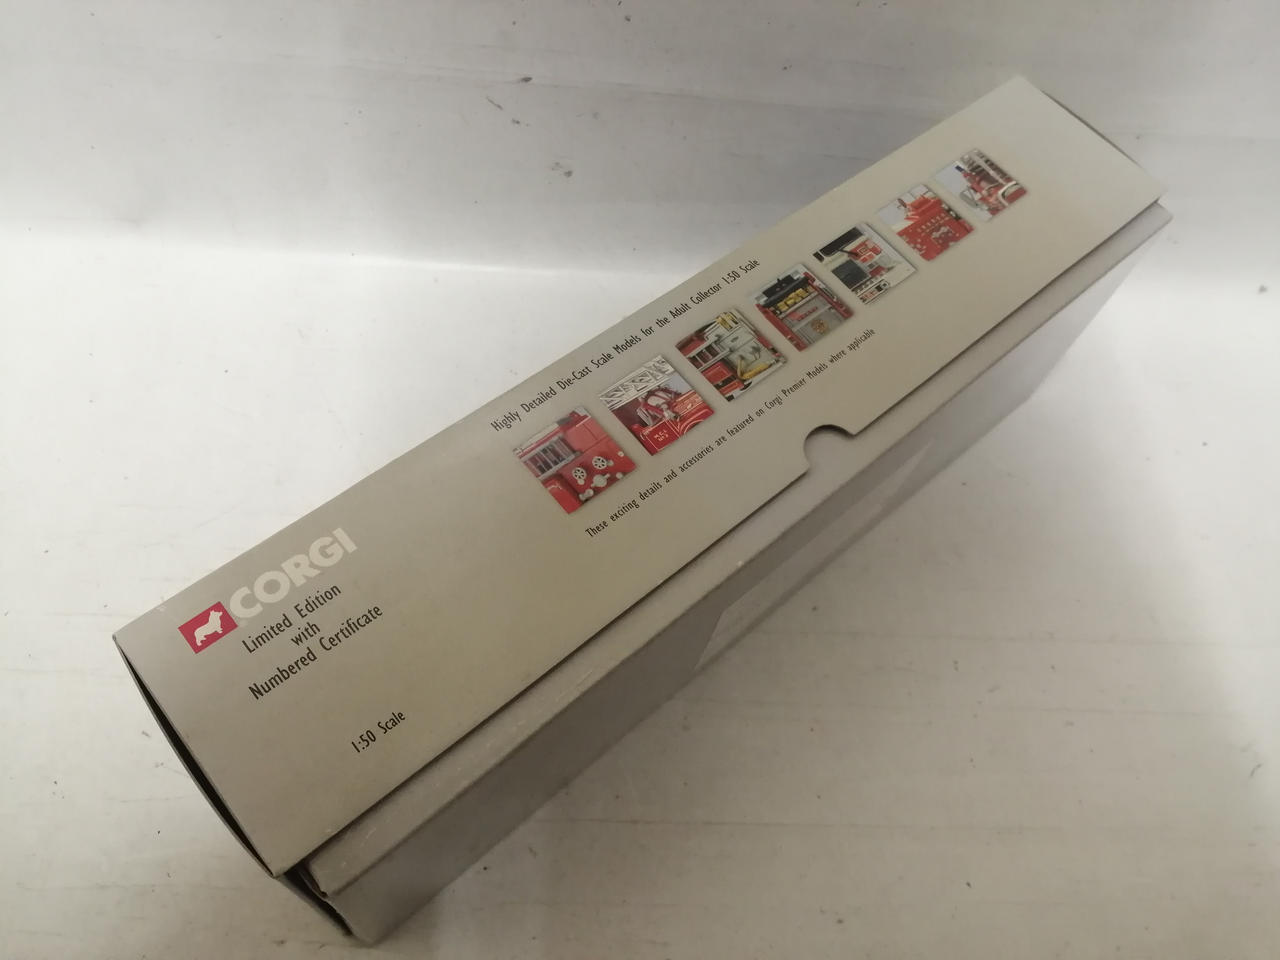 Highly Detailed Die-Cast Scale Models for the Adult Collector 1:50 Scale
These exciting details and accessories are featured on Corgi Premier Models where applicable
CORGI
Limited Edition
with
Numbered Certificate
1:50 Scale